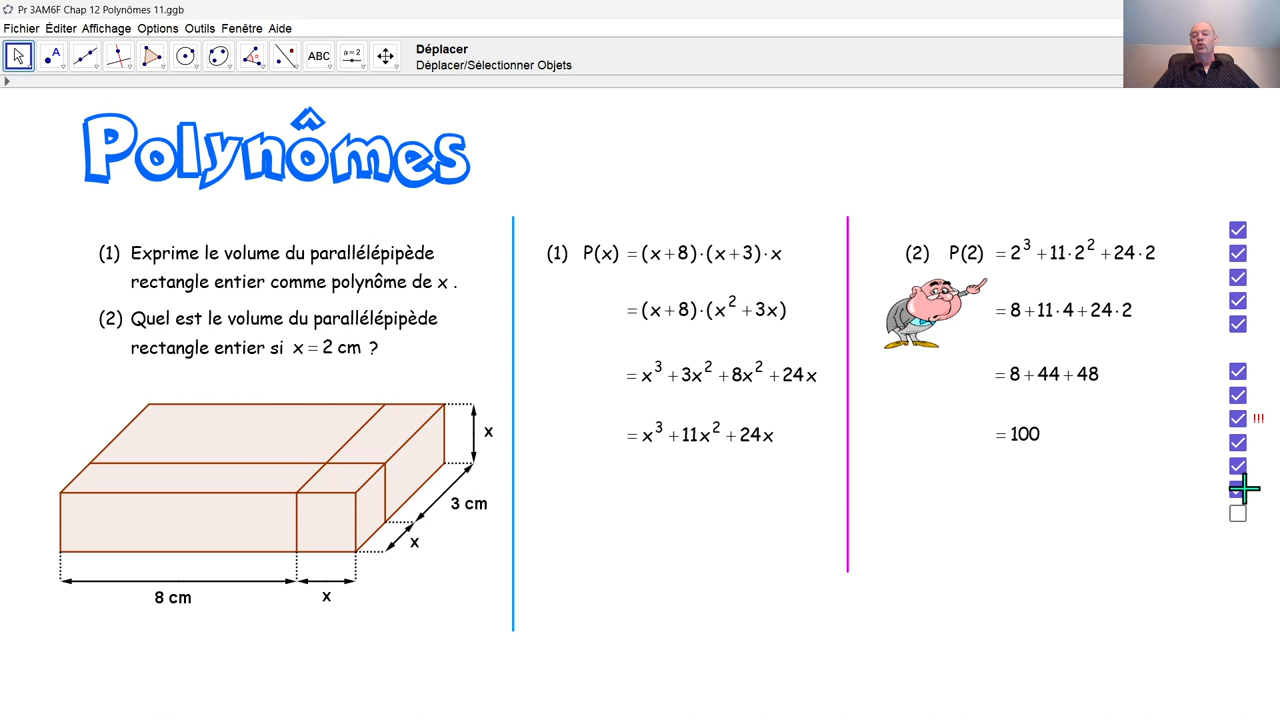 Pr 3AM6F Chap 12 Polynômes 11.ggb
Fichier Éditer Affichage Options Outils Fenêtre Aide
A ABC a=2
Déplacer
Déplacer/Sélectionner Objets
Polynômes
(1) Exprime le volume du parallélépipède
rectangle entier comme polynôme de x .
(2) Quel est le volume du parallélépipède
rectangle entier si x = 2 cm ?
x
3 cm
x
8 cm
x
(1) P(x) = (x+8)·(x+3)·x
= (x+8)·(x² + 3x)
= x³ + 3x² + 8x² + 24x
= x³ + 11x² + 24x
(2) P(2) = 2³ + 11·2² + 24·2
= 8 + 11·4 + 24·2
= 8 + 44 + 48
= 100
!!!